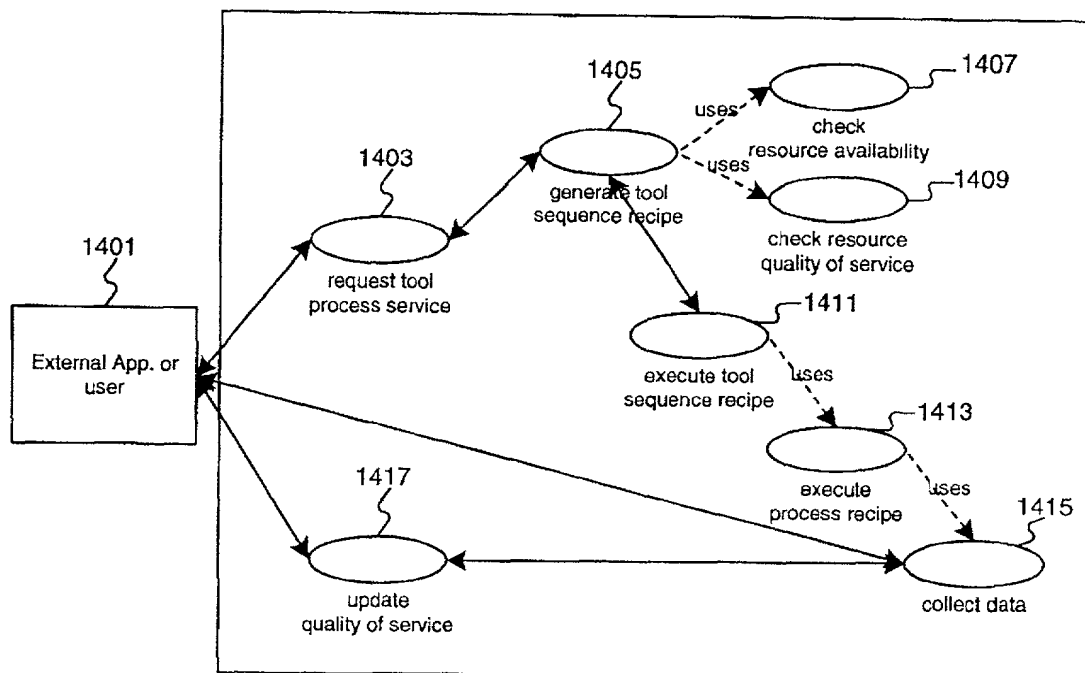 1405
1407
uses
check
resource availability
1403
uses
1409
generate tool
sequence recipe
check resource
quality of service
1401
request tool
process service
1411
External App. or
user
execute tool
sequence recipe
uses
1413
1417
execute
process recipe
uses
1415
update
quality of service
collect data